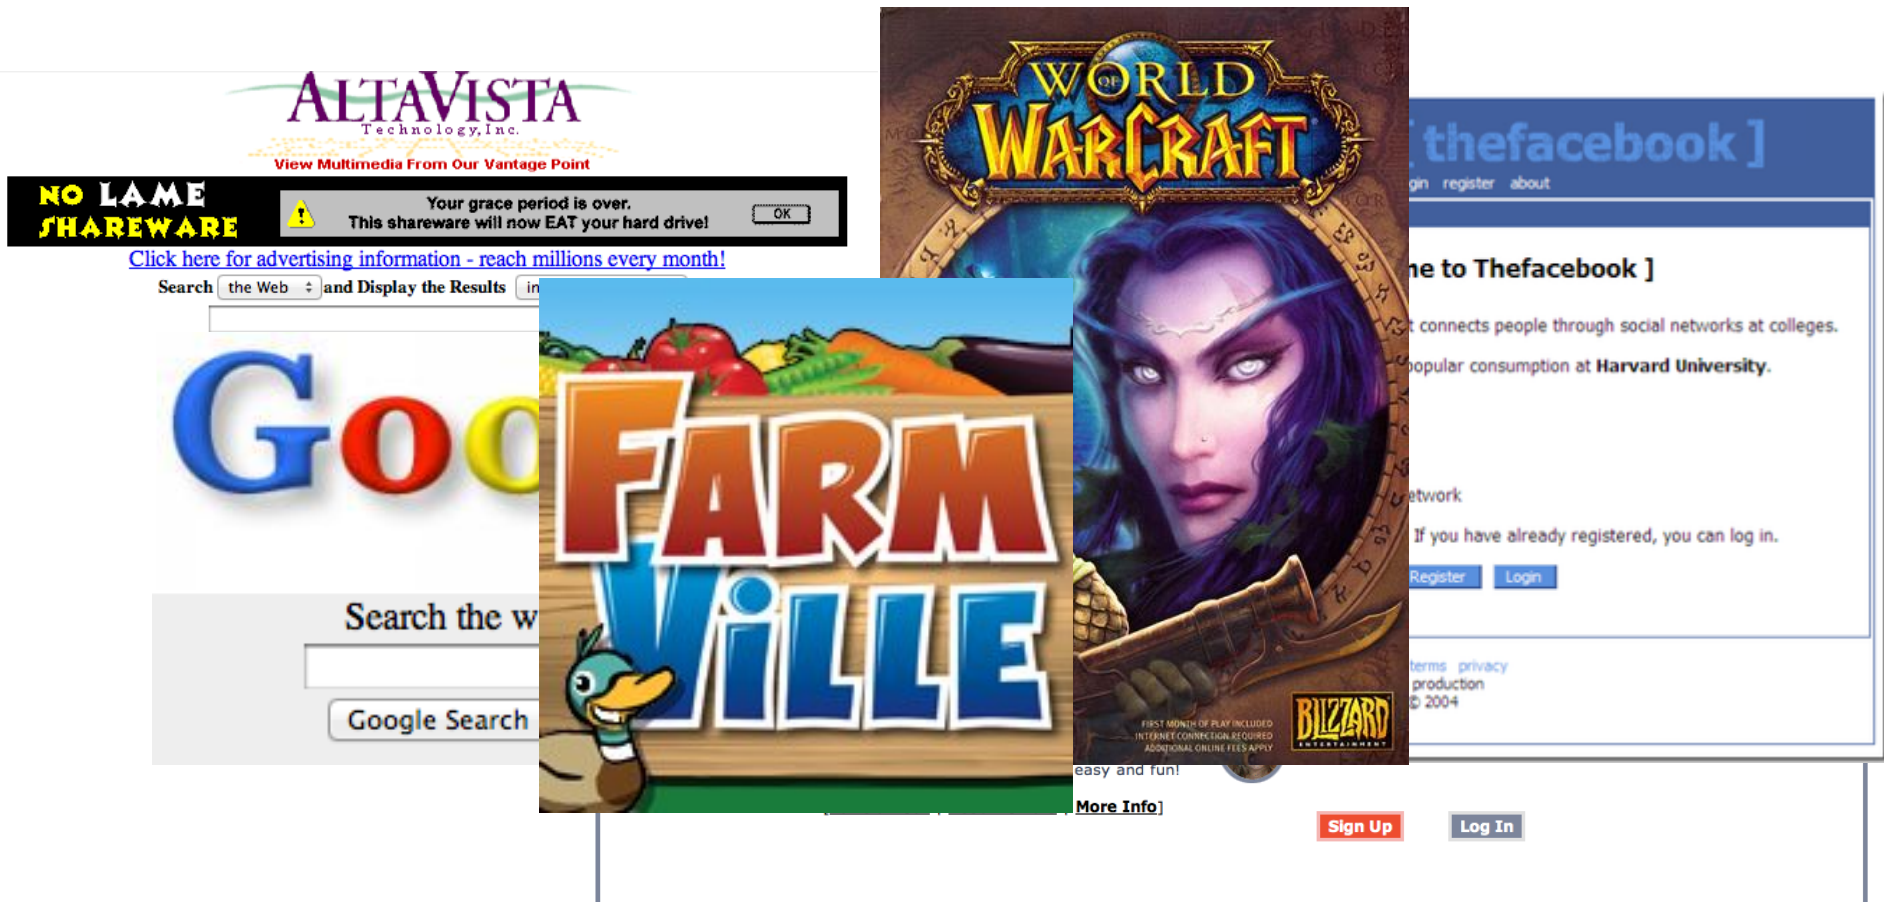 ALTAVISTA
Technology, Inc.
View Multimedia From Our Vantage Point
NO LAME
SHAREWARE
Your grace period is over.
This shareware will now EAT your hard drive!
OK
Click here for advertising information - reach millions every month!
Search the Web and Display the Results in
Goo
Search the w
Google Search
FARM
VILLE
WORLD
OF
WARCRAFT
FIRST MONTH OF PLAY INCLUDED
INTERNET CONNECTION REQUIRED
ADDITIONAL ONLINE FEES APPLY
BLIZZARD
ENTERTAINMENT
[ thefacebook ]
gin register about
ne to Thefacebook ]
t connects people through social networks at colleges.
popular consumption at Harvard University.
etwork
If you have already registered, you can log in.
Register Login
terms privacy
production
© 2004
easy and fun!
More Info]
Sign Up Log In